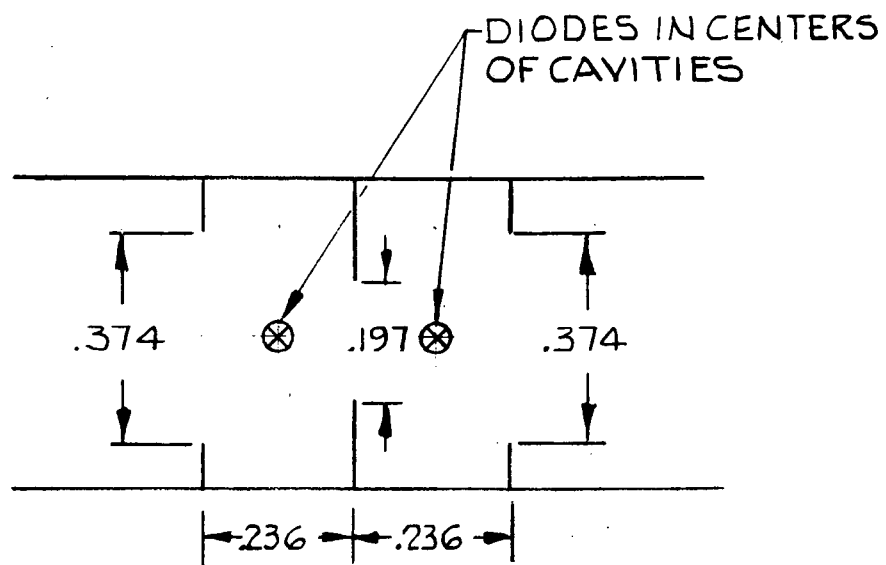 DIODES IN CENTERS
OF CAVITIES
.374
.197
.374
.236
.236